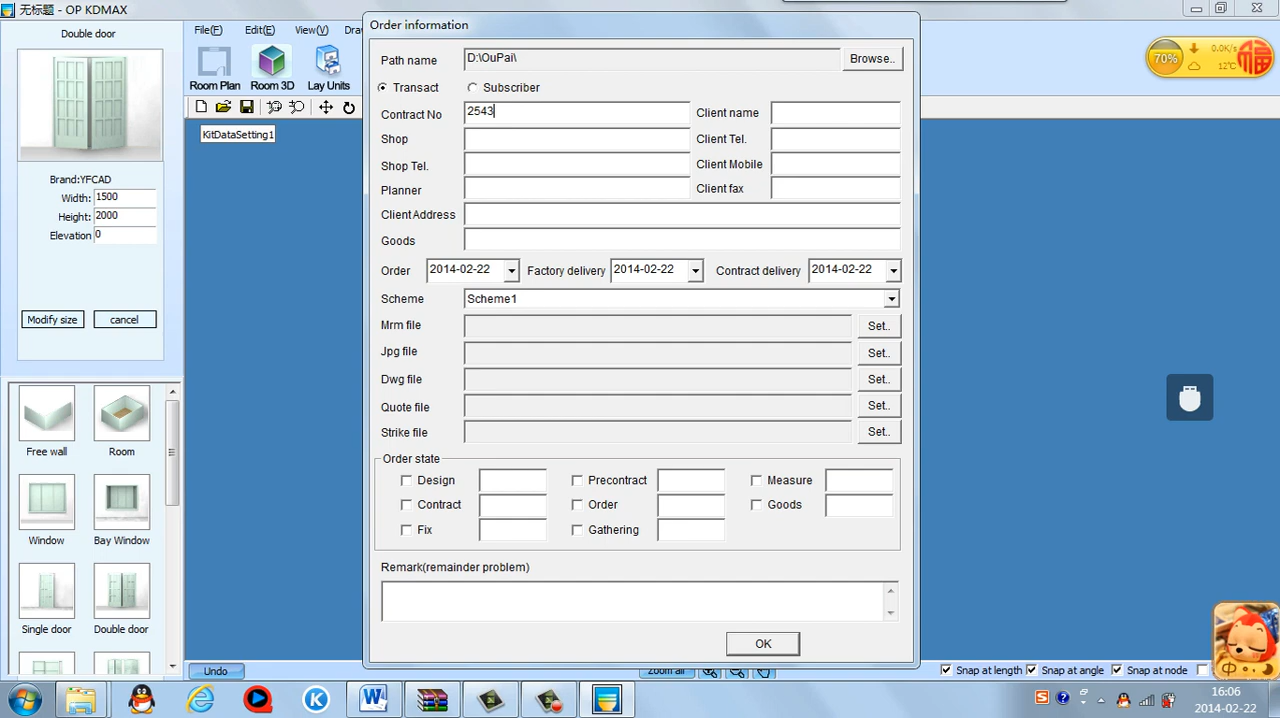 无标题 - OP KDMAX
Double door
Brand:YFCAD
Width: 1500
Height: 2000
Elevation 0
Modify size cancel
Free wall Room
Window Bay Window
Single door Double door
File(F) Edit(E) View(V) Dra
Room Plan Room 3D Lay Units
KitDataSetting1
Order information
Path name D:\OuPai\ Browse..
Transact Subscriber
Contract No 2543 Client name
Shop Client Tel.
Shop Tel. Client Mobile
Planner Client fax
Client Address
Goods
Order 2014-02-22 Factory delivery 2014-02-22 Contract delivery 2014-02-22
Scheme Scheme1
Mrm file Set..
Jpg file Set..
Dwg file Set..
Quote file Set..
Strike file Set..
Order state
Design Precontract Measure
Contract Order Goods
Fix Gathering
Remark(remainder problem)
OK
70% 0.0K/s
12℃ 福
Undo Zoom all Snap at length Snap at angle Snap at node
中
K W S ?
16:06
2014-02-22